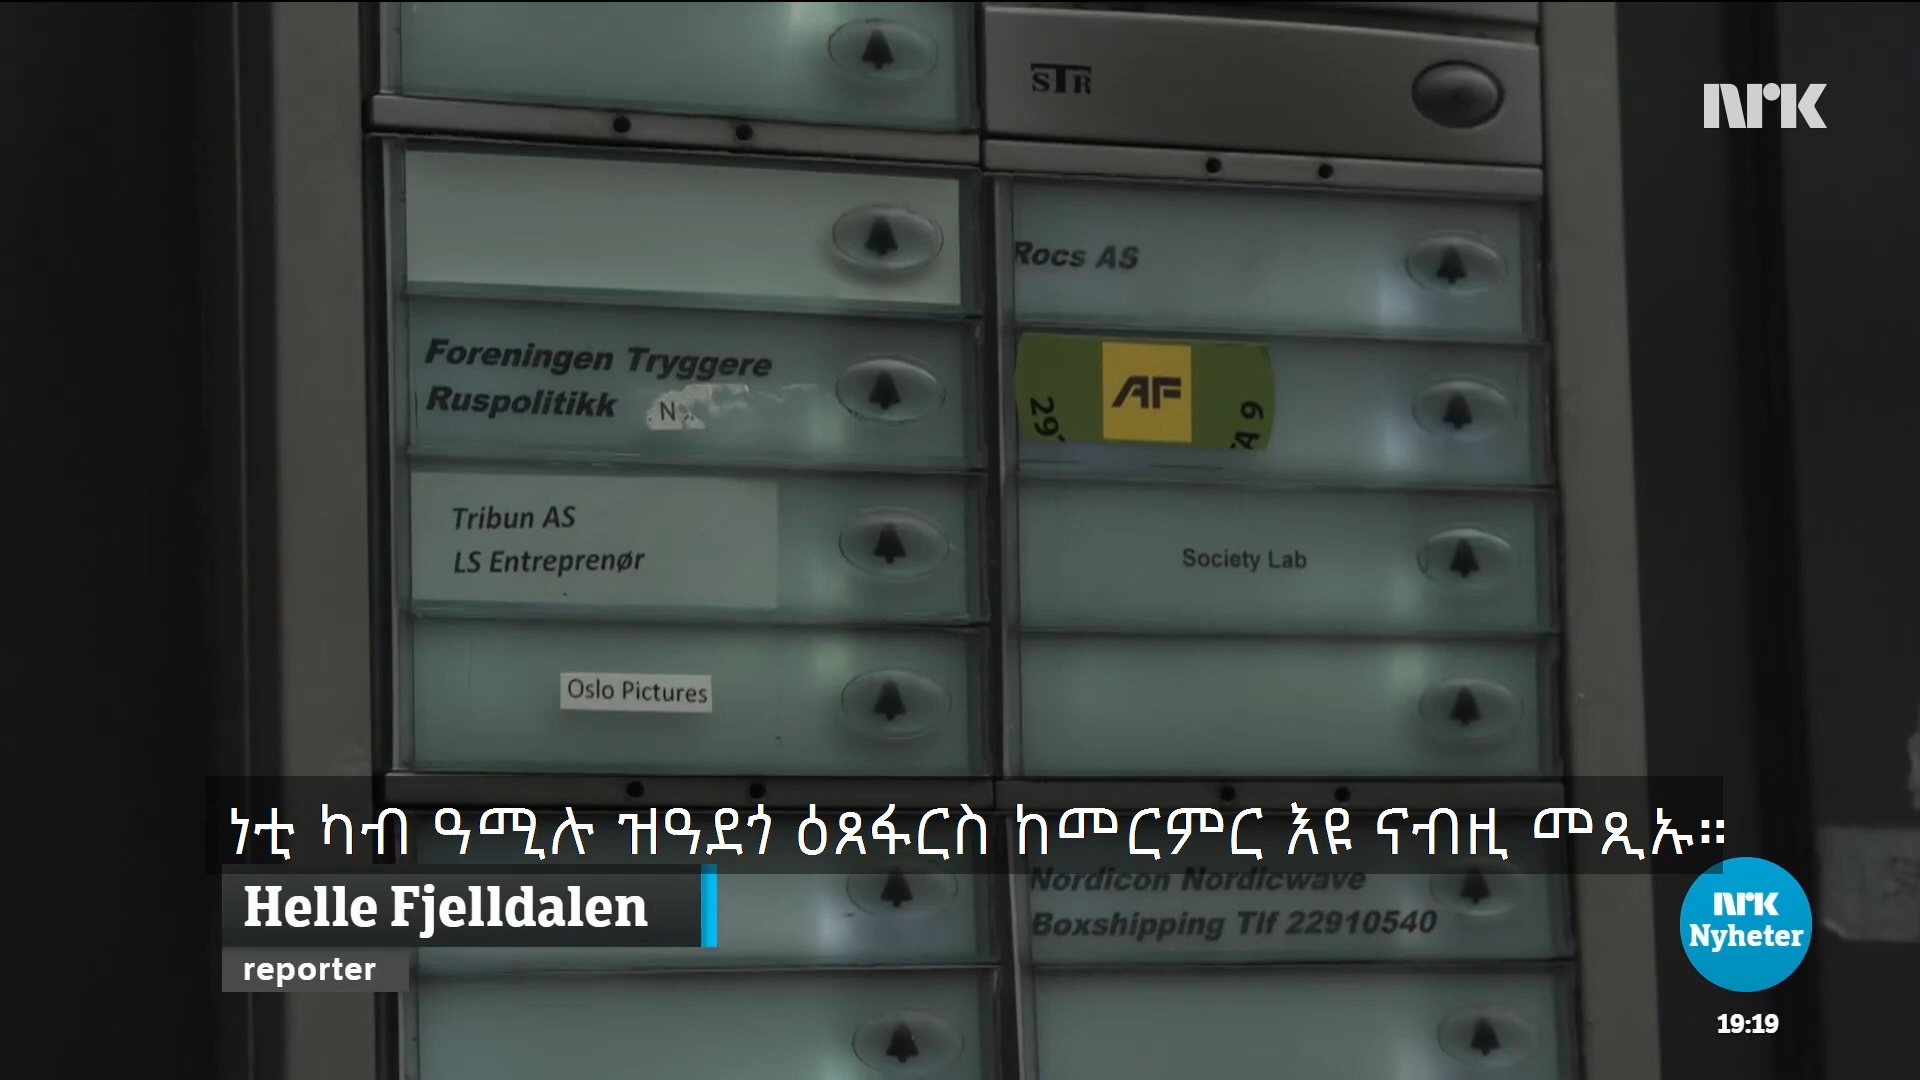 STR
nrk
Rocs AS
Foreningen Tryggere
Ruspolitikk
N
AF
Tribun AS
LS Entreprenør
Society Lab
Oslo Pictures
ነቲ ካብ ዓሚሉ ዝዓደጎ ዕጸፋርስ ከመርምር እዩ ናብዚ መጺኡ።
Helle Fjelldalen
reporter
Nordicon Nordicwave
Boxshipping Tlf 22910540
nrk
Nyheter
19:19